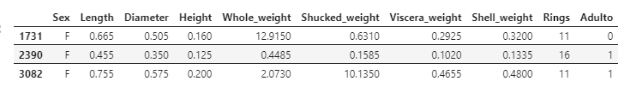 Sex Length Diameter Height Whole_weight Shucked_weight Viscera_weight Shell_weight Rings Adulto
1731 F 0.665 0.505 0.160 12.9150 0.6310 0.2925 0.3200 11 0
2390 F 0.455 0.350 0.125 0.4485 0.1585 0.1020 0.1335 16 1
3082 F 0.755 0.575 0.200 2.0730 10.1350 0.4655 0.4800 11 1